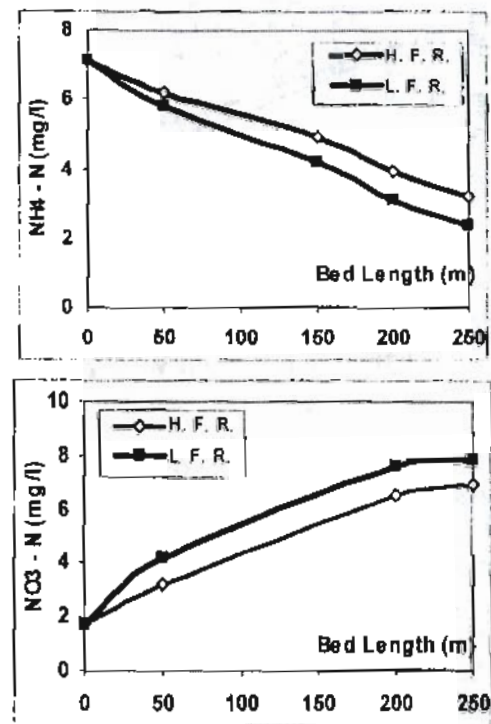 8
6
4
2
0
NH4 - N (mg/l)
H. F. R.
L. F. R.
Bed Length (m)
0 50 100 150 200 250
10
8
6
4
2
0
NO3 - N (mg/l)
H. F. R.
L. F. R.
Bed Length (m)
0 50 100 150 200 250